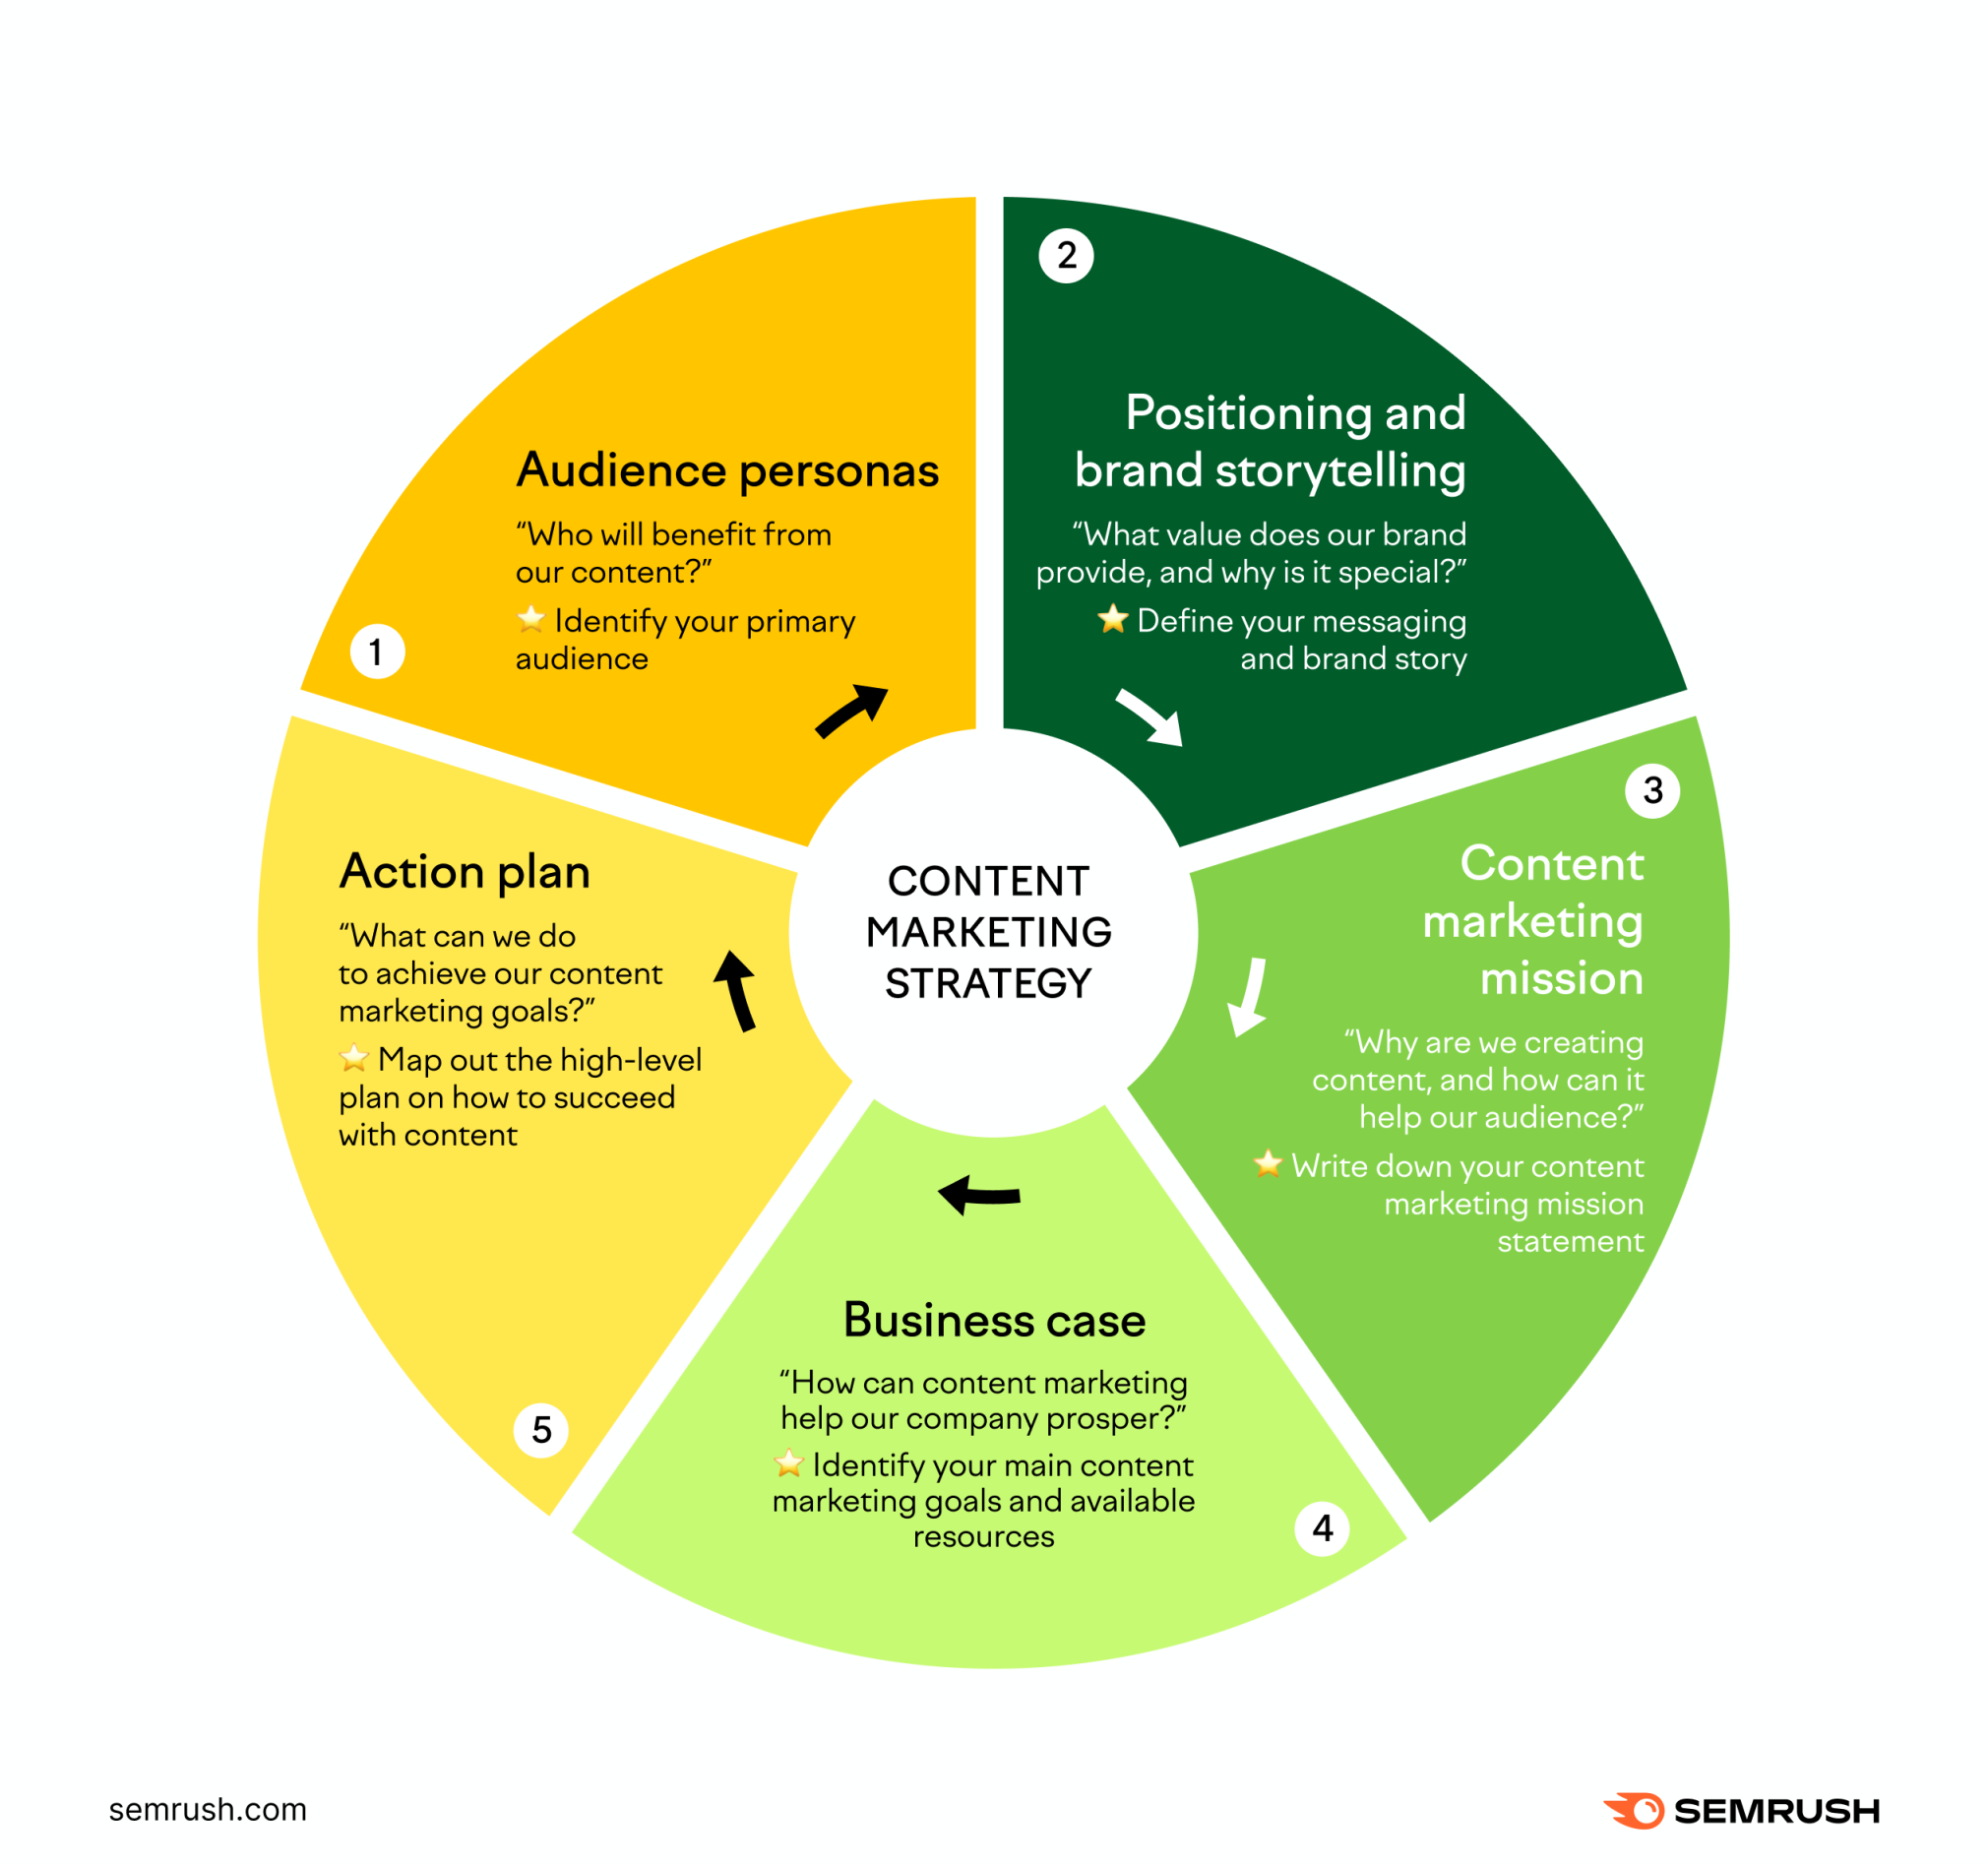 1
Audience personas
“Who will benefit from
our content?”
⭐ Identify your primary
audience
2
Positioning and
brand storytelling
“What value does our brand
provide, and why is it special?”
⭐ Define your messaging
and brand story
3
Content
marketing
mission
“Why are we creating
content, and how can it
help our audience?”
⭐ Write down your content
marketing mission
statement
4
Business case
“How can content marketing
help our company prosper?”
⭐ Identify your main content
marketing goals and available
resources
5
Action plan
“What can we do
to achieve our content
marketing goals?”
⭐ Map out the high-level
plan on how to succeed
with content
CONTENT
MARKETING
STRATEGY
semrush.com
SEMRUSH